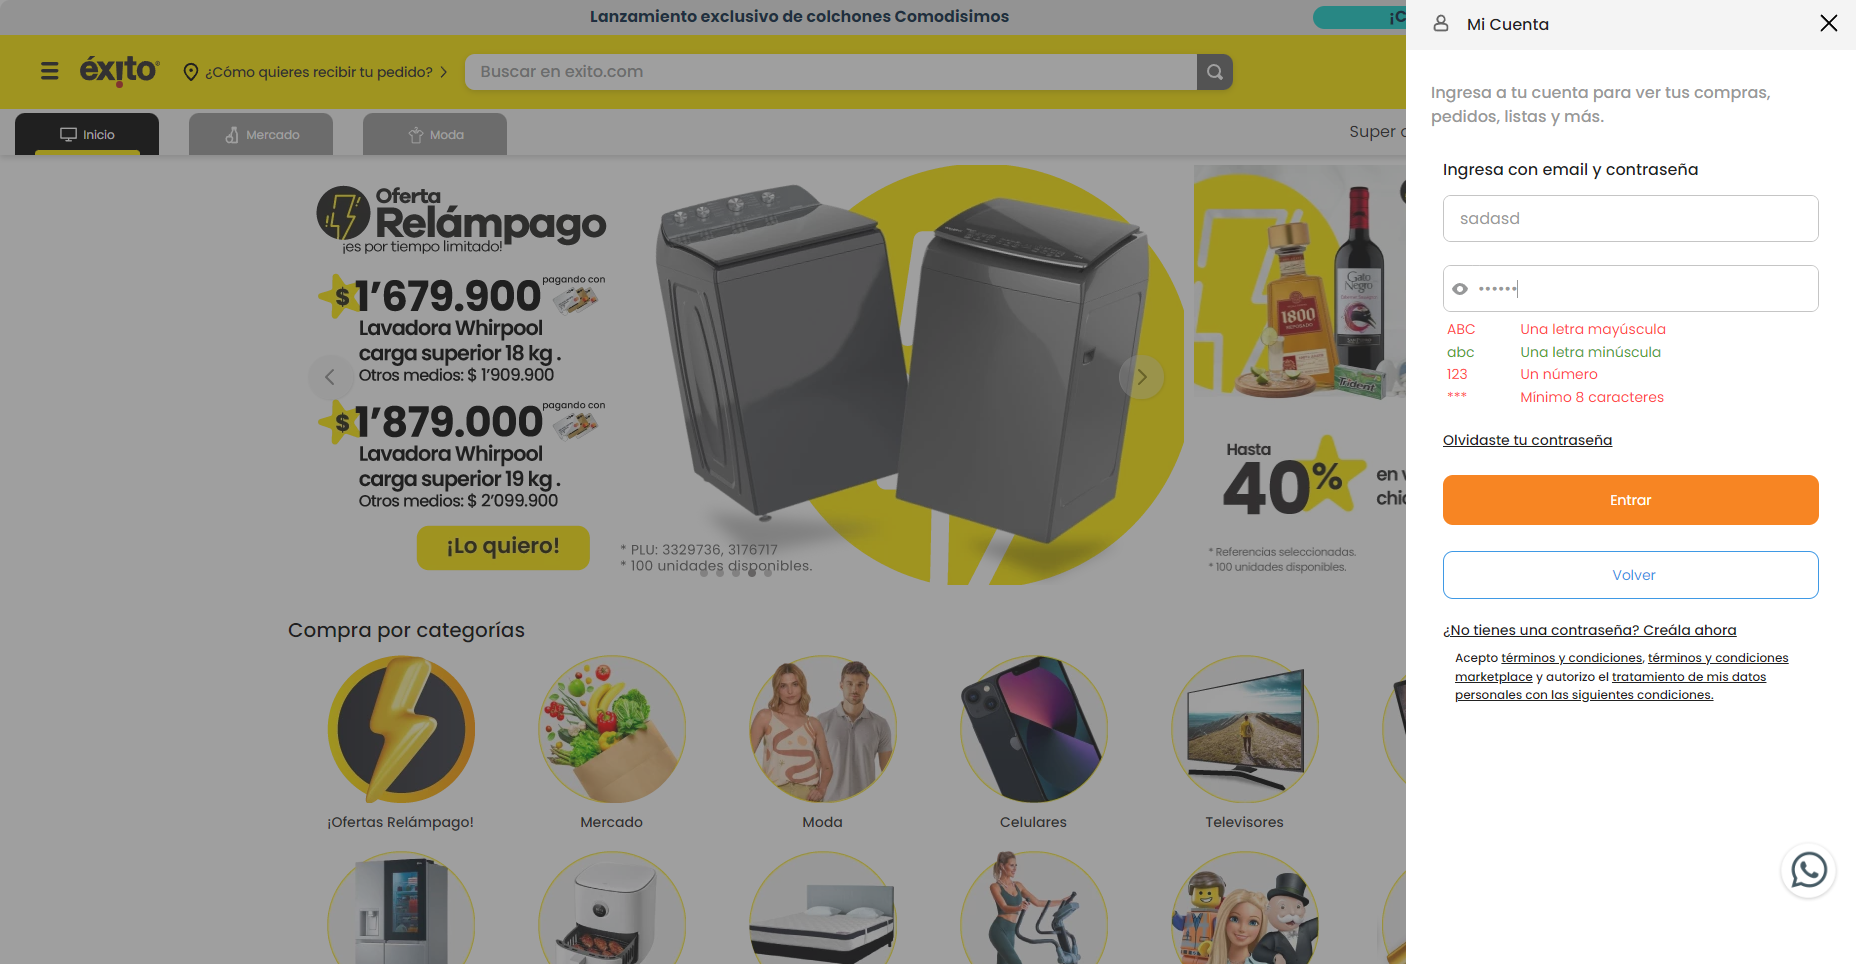 Lanzamiento exclusivo de colchones Comodisimos
¡C
éxito
¿Cómo quieres recibir tu pedido?
Buscar en exito.com
Inicio
Mercado
Moda
Super
Oferta
Relámpago
¡es por tiempo limitado!
$1'679.900
pagando con
Lavadora Whirpool
carga superior 18 kg.
Otros medios: $ 1'909.900
$1'879.000
pagando con
Lavadora Whirpool
carga superior 19 kg.
Otros medios: $ 2'099.900
¡Lo quiero!
* PLU: 3329736, 3176717
* 100 unidades disponibles.
Gato
Negro
1800
Trident
Hasta
40%
en v
chic
* Referencias seleccionadas.
* 100 unidades disponibles.
Compra por categorías
¡Ofertas Relámpago!
Mercado
Moda
Celulares
Televisores
Mi Cuenta
Ingresa a tu cuenta para ver tus compras,
pedidos, listas y más.
Ingresa con email y contraseña
sadasd
••••••
ABC Una letra mayúscula
abc Una letra minúscula
123 Un número
*** Mínimo 8 caracteres
Olvidaste tu contraseña
Entrar
Volver
¿No tienes una contraseña? Creála ahora
Acepto términos y condiciones, términos y condiciones
marketplace y autorizo el tratamiento de mis datos
personales con las siguientes condiciones.